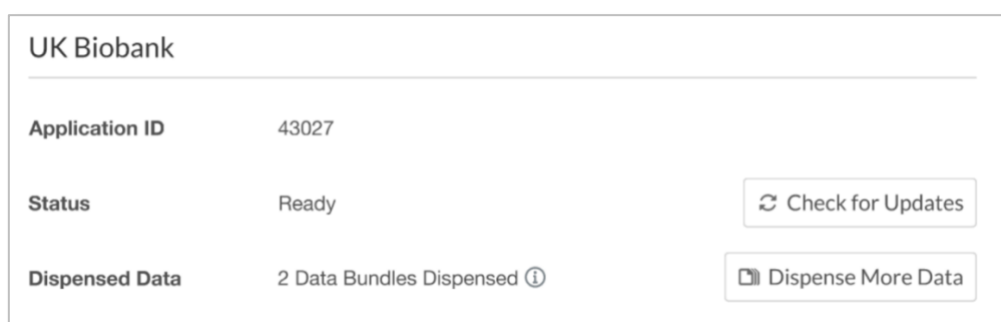 UK Biobank
Application ID 43027
Status Ready Check for Updates
Dispensed Data 2 Data Bundles Dispensed Dispense More Data